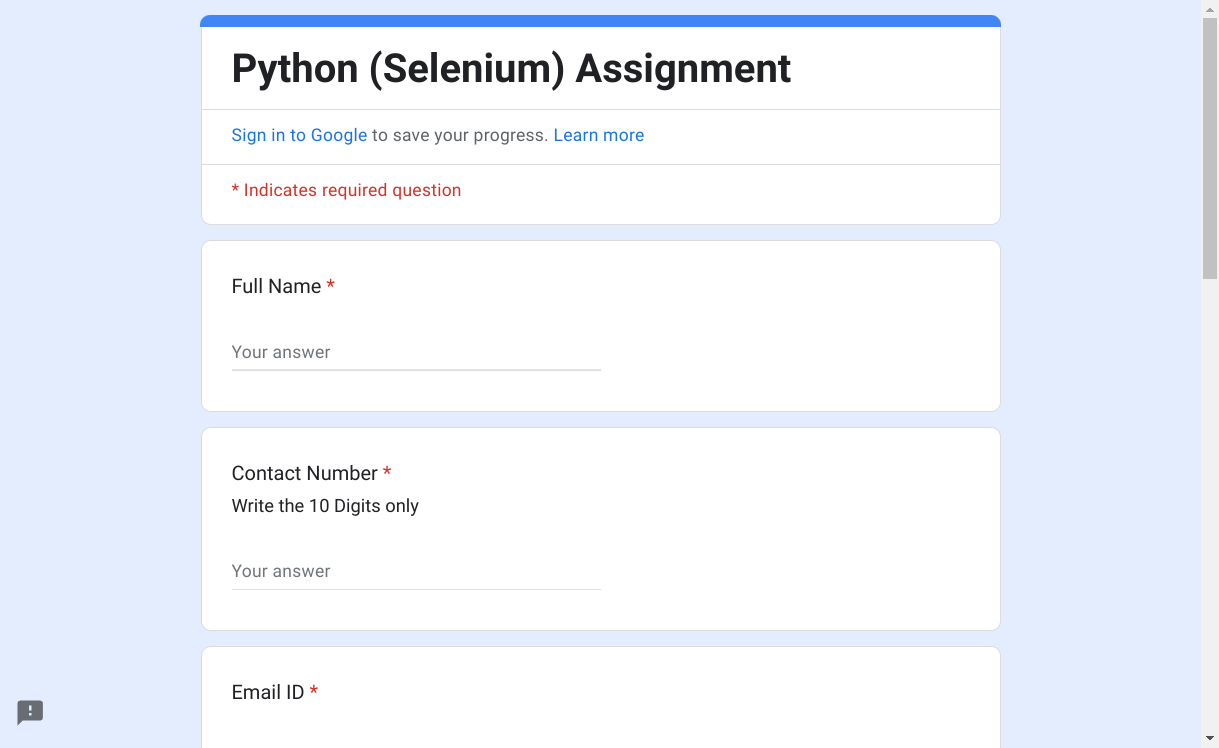 Python (Selenium) Assignment
Sign in to Google to save your progress. Learn more
* Indicates required question
Full Name *
Your answer
Contact Number *
Write the 10 Digits only
Your answer
Email ID *